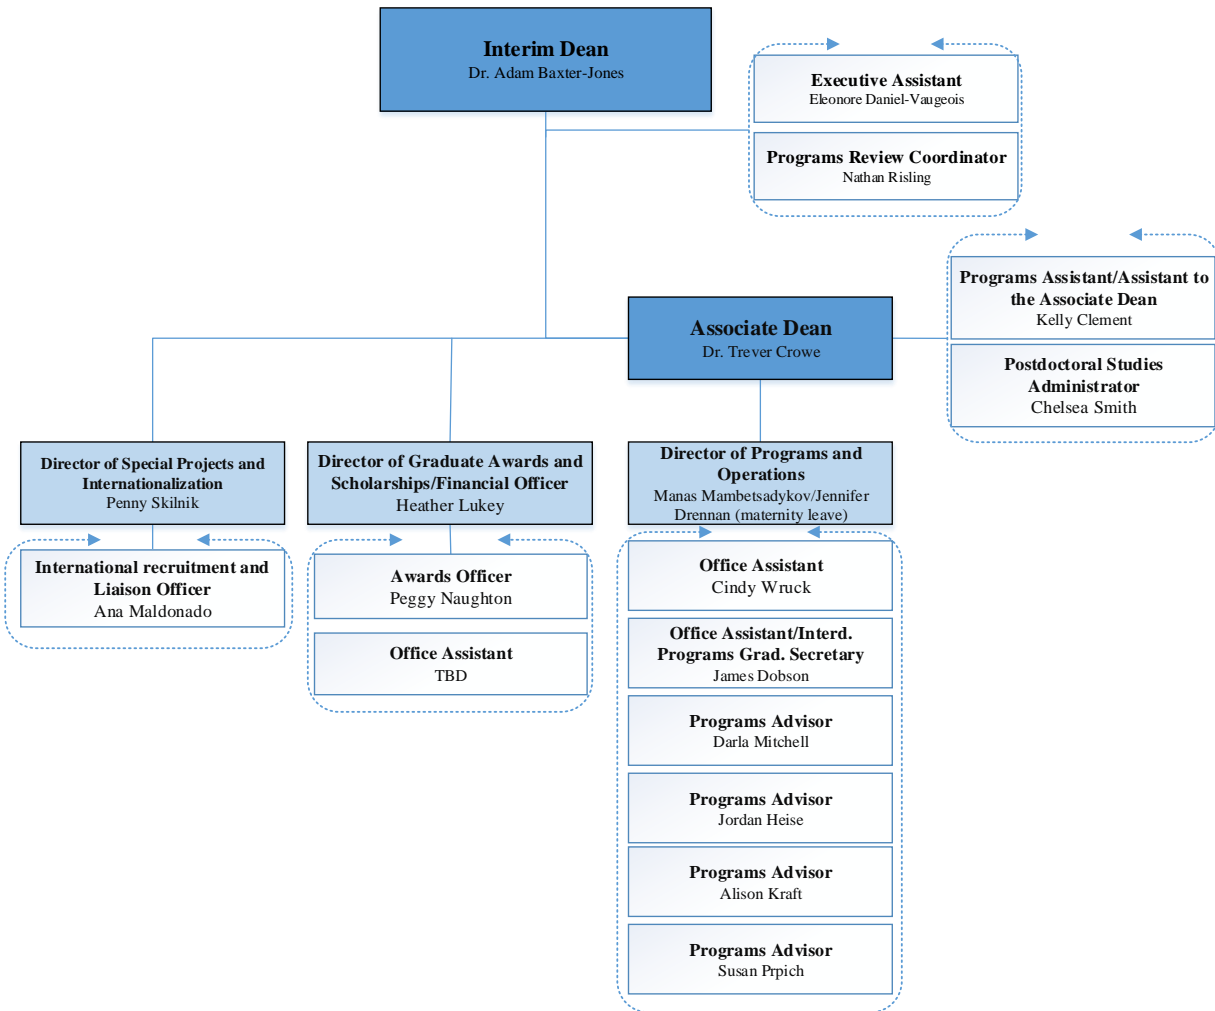 Interim Dean
Dr. Adam Baxter-Jones
Executive Assistant
Eleonore Daniel-Vaugeois
Programs Review Coordinator
Nathan Risling
Programs Assistant/Assistant to
the Associate Dean
Kelly Clement
Postdoctoral Studies
Administrator
Chelsea Smith
Associate Dean
Dr. Trever Crowe
Director of Special Projects and
Internationalization
Penny Skilnik
International recruitment and
Liaison Officer
Ana Maldonado
Director of Graduate Awards and
Scholarships/Financial Officer
Heather Lukey
Awards Officer
Peggy Naughton
Office Assistant
TBD
Director of Programs and
Operations
Manas Mambetsadykov/Jennifer
Drennan (maternity leave)
Office Assistant
Cindy Wruck
Office Assistant/Interd.
Programs Grad. Secretary
James Dobson
Programs Advisor
Darla Mitchell
Programs Advisor
Jordan Heise
Programs Advisor
Alison Kraft
Programs Advisor
Susan Prpich